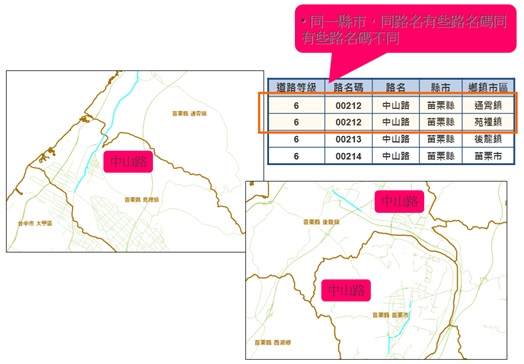 • 同一縣市，同路名有些路名碼同
有些路名碼不同
道路等級 路名碼 路名 縣市 鄉鎮市區
6 00212 中山路 苗栗縣 通霄鎮
6 00212 中山路 苗栗縣 苑裡鎮
6 00213 中山路 苗栗縣 後龍鎮
6 00214 中山路 苗栗縣 苗栗市
苗栗縣 通霄鎮
中山路
苗栗縣 苑裡鎮
台中市 大甲區
中山路
苗栗縣 後龍鎮
中山路
苗栗縣 苗栗市
苗栗縣 西湖鄉